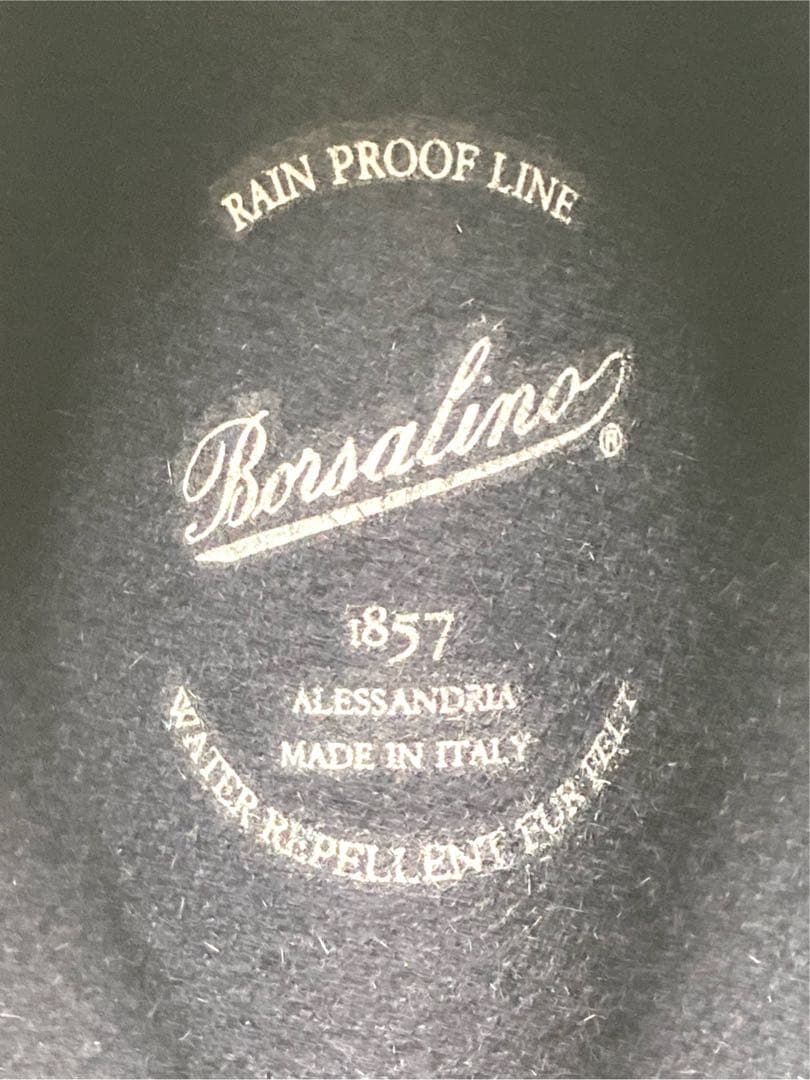 RAIN PROOF LINE
Borsalino®
1857
ALESSANDRIA
MADE IN ITALY
WATER REPELLENT FUR FELT